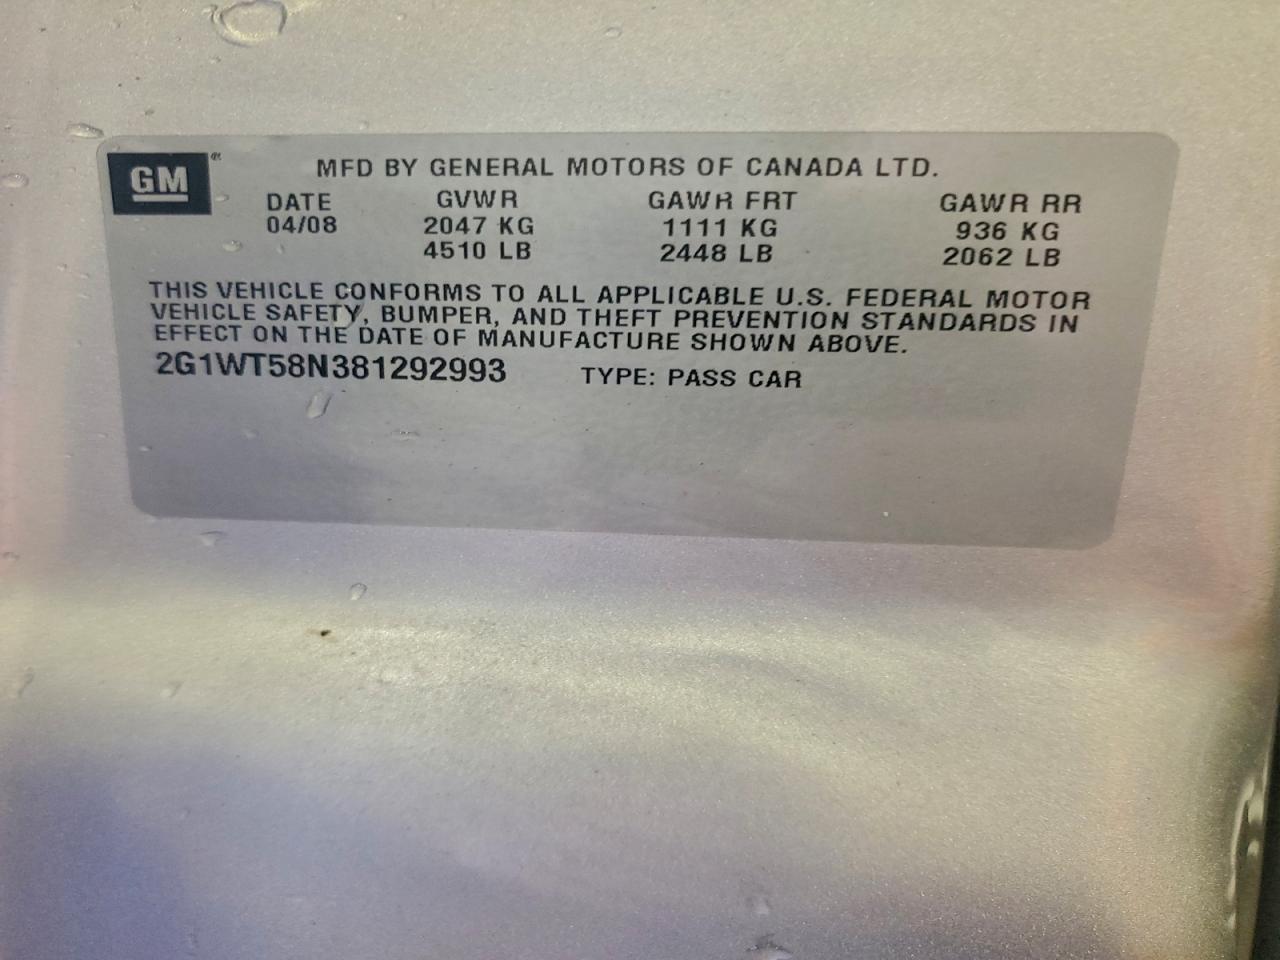 GM®
MFD BY GENERAL MOTORS OF CANADA LTD.
DATE GVWR GAWR FRT GAWR RR
04/08 2047 KG 1111 KG 936 KG
4510 LB 2448 LB 2062 LB
THIS VEHICLE CONFORMS TO ALL APPLICABLE U.S. FEDERAL MOTOR
VEHICLE SAFETY, BUMPER, AND THEFT PREVENTION STANDARDS IN
EFFECT ON THE DATE OF MANUFACTURE SHOWN ABOVE.
2G1WT58N381292993 TYPE: PASS CAR